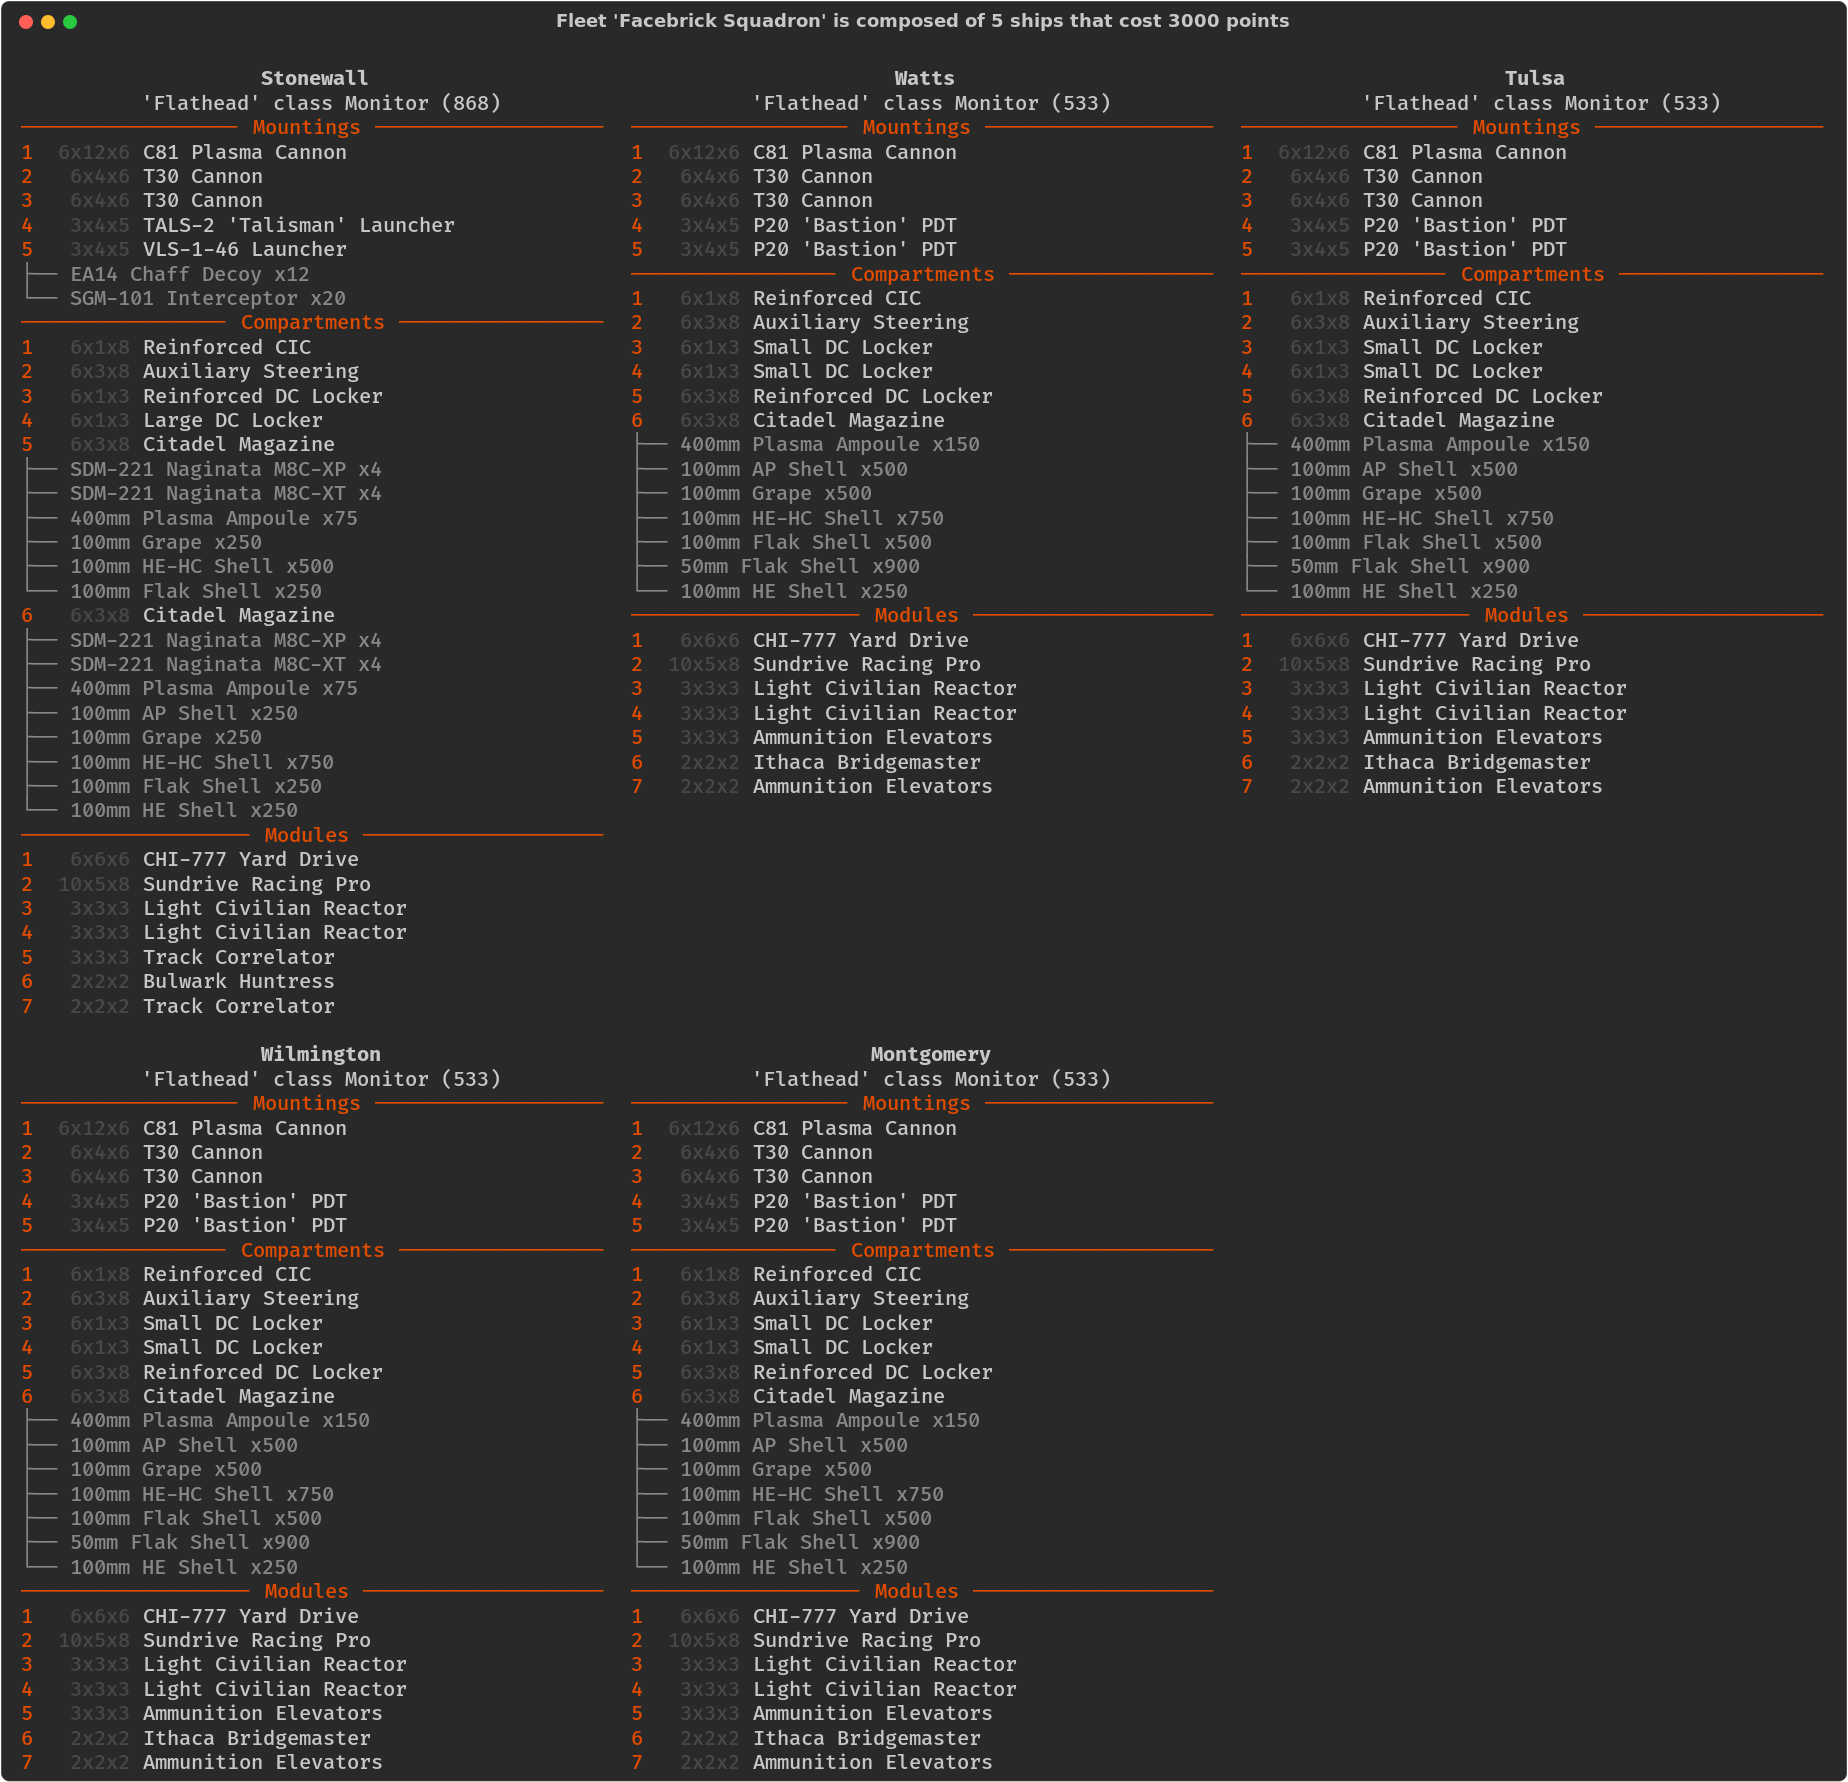 Fleet 'Facebrick Squadron' is composed of 5 ships that cost 3000 points
Stonewall
'Flathead' class Monitor (868)
Mountings
1 6x12x6 C81 Plasma Cannon
2 6x4x6 T30 Cannon
3 6x4x6 T30 Cannon
4 3x4x5 TALS-2 'Talisman' Launcher
5 3x4x5 VLS-1-46 Launcher
EA14 Chaff Decoy x12
SGM-101 Interceptor x20
Compartments
1 6x1x8 Reinforced CIC
2 6x3x8 Auxiliary Steering
3 6x1x3 Reinforced DC Locker
4 6x1x3 Large DC Locker
5 6x3x8 Citadel Magazine
SDM-221 Naginata M8C-XP x4
SDM-221 Naginata M8C-XT x4
400mm Plasma Ampoule x75
100mm Grape x250
100mm HE-HC Shell x500
100mm Flak Shell x250
6 6x3x8 Citadel Magazine
SDM-221 Naginata M8C-XP x4
SDM-221 Naginata M8C-XT x4
400mm Plasma Ampoule x75
100mm AP Shell x250
100mm Grape x250
100mm HE-HC Shell x750
100mm Flak Shell x250
100mm HE Shell x250
Modules
1 6x6x6 CHI-777 Yard Drive
2 10x5x8 Sundrive Racing Pro
3 3x3x3 Light Civilian Reactor
4 3x3x3 Light Civilian Reactor
5 3x3x3 Track Correlator
6 2x2x2 Bulwark Huntress
7 2x2x2 Track Correlator
Watts
'Flathead' class Monitor (533)
Mountings
1 6x12x6 C81 Plasma Cannon
2 6x4x6 T30 Cannon
3 6x4x6 T30 Cannon
4 3x4x5 P20 'Bastion' PDT
5 3x4x5 P20 'Bastion' PDT
Compartments
1 6x1x8 Reinforced CIC
2 6x3x8 Auxiliary Steering
3 6x1x3 Small DC Locker
4 6x1x3 Small DC Locker
5 6x3x8 Reinforced DC Locker
6 6x3x8 Citadel Magazine
400mm Plasma Ampoule x150
100mm AP Shell x500
100mm Grape x500
100mm HE-HC Shell x750
100mm Flak Shell x500
50mm Flak Shell x900
100mm HE Shell x250
Modules
1 6x6x6 CHI-777 Yard Drive
2 10x5x8 Sundrive Racing Pro
3 3x3x3 Light Civilian Reactor
4 3x3x3 Light Civilian Reactor
5 3x3x3 Ammunition Elevators
6 2x2x2 Ithaca Bridgemaster
7 2x2x2 Ammunition Elevators
Tulsa
'Flathead' class Monitor (533)
Mountings
1 6x12x6 C81 Plasma Cannon
2 6x4x6 T30 Cannon
3 6x4x6 T30 Cannon
4 3x4x5 P20 'Bastion' PDT
5 3x4x5 P20 'Bastion' PDT
Compartments
1 6x1x8 Reinforced CIC
2 6x3x8 Auxiliary Steering
3 6x1x3 Small DC Locker
4 6x1x3 Small DC Locker
5 6x3x8 Reinforced DC Locker
6 6x3x8 Citadel Magazine
400mm Plasma Ampoule x150
100mm AP Shell x500
100mm Grape x500
100mm HE-HC Shell x750
100mm Flak Shell x500
50mm Flak Shell x900
100mm HE Shell x250
Modules
1 6x6x6 CHI-777 Yard Drive
2 10x5x8 Sundrive Racing Pro
3 3x3x3 Light Civilian Reactor
4 3x3x3 Light Civilian Reactor
5 3x3x3 Ammunition Elevators
6 2x2x2 Ithaca Bridgemaster
7 2x2x2 Ammunition Elevators
Wilmington
'Flathead' class Monitor (533)
Mountings
1 6x12x6 C81 Plasma Cannon
2 6x4x6 T30 Cannon
3 6x4x6 T30 Cannon
4 3x4x5 P20 'Bastion' PDT
5 3x4x5 P20 'Bastion' PDT
Compartments
1 6x1x8 Reinforced CIC
2 6x3x8 Auxiliary Steering
3 6x1x3 Small DC Locker
4 6x1x3 Small DC Locker
5 6x3x8 Reinforced DC Locker
6 6x3x8 Citadel Magazine
400mm Plasma Ampoule x150
100mm AP Shell x500
100mm Grape x500
100mm HE-HC Shell x750
100mm Flak Shell x500
50mm Flak Shell x900
100mm HE Shell x250
Modules
1 6x6x6 CHI-777 Yard Drive
2 10x5x8 Sundrive Racing Pro
3 3x3x3 Light Civilian Reactor
4 3x3x3 Light Civilian Reactor
5 3x3x3 Ammunition Elevators
6 2x2x2 Ithaca Bridgemaster
7 2x2x2 Ammunition Elevators
Montgomery
'Flathead' class Monitor (533)
Mountings
1 6x12x6 C81 Plasma Cannon
2 6x4x6 T30 Cannon
3 6x4x6 T30 Cannon
4 3x4x5 P20 'Bastion' PDT
5 3x4x5 P20 'Bastion' PDT
Compartments
1 6x1x8 Reinforced CIC
2 6x3x8 Auxiliary Steering
3 6x1x3 Small DC Locker
4 6x1x3 Small DC Locker
5 6x3x8 Reinforced DC Locker
6 6x3x8 Citadel Magazine
400mm Plasma Ampoule x150
100mm AP Shell x500
100mm Grape x500
100mm HE-HC Shell x750
100mm Flak Shell x500
50mm Flak Shell x900
100mm HE Shell x250
Modules
1 6x6x6 CHI-777 Yard Drive
2 10x5x8 Sundrive Racing Pro
3 3x3x3 Light Civilian Reactor
4 3x3x3 Light Civilian Reactor
5 3x3x3 Ammunition Elevators
6 2x2x2 Ithaca Bridgemaster
7 2x2x2 Ammunition Elevators